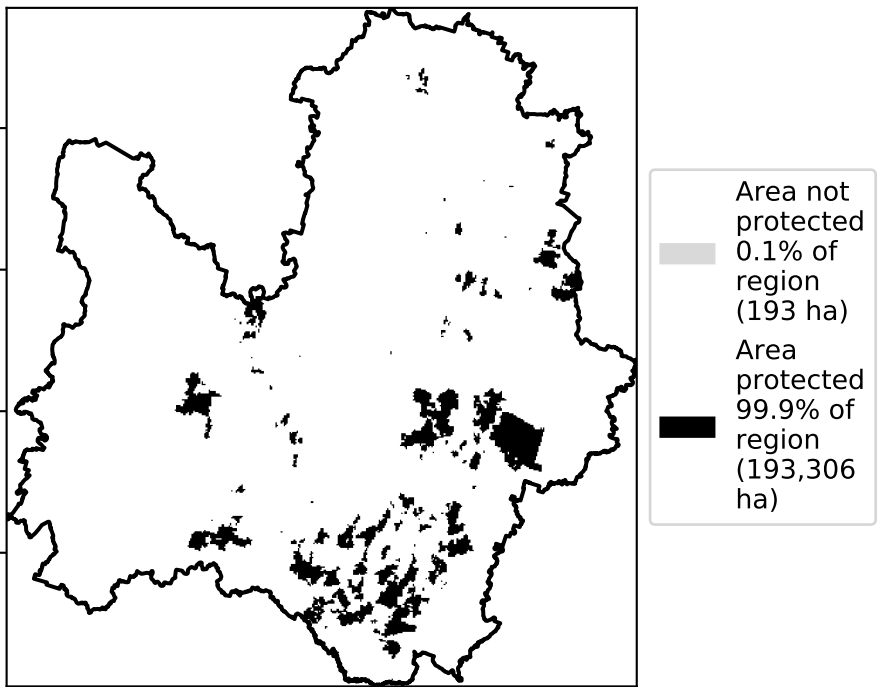 Area not
protected
0.1% of
region
(193 ha)
Area
protected
99.9% of
region
(193,306
ha)